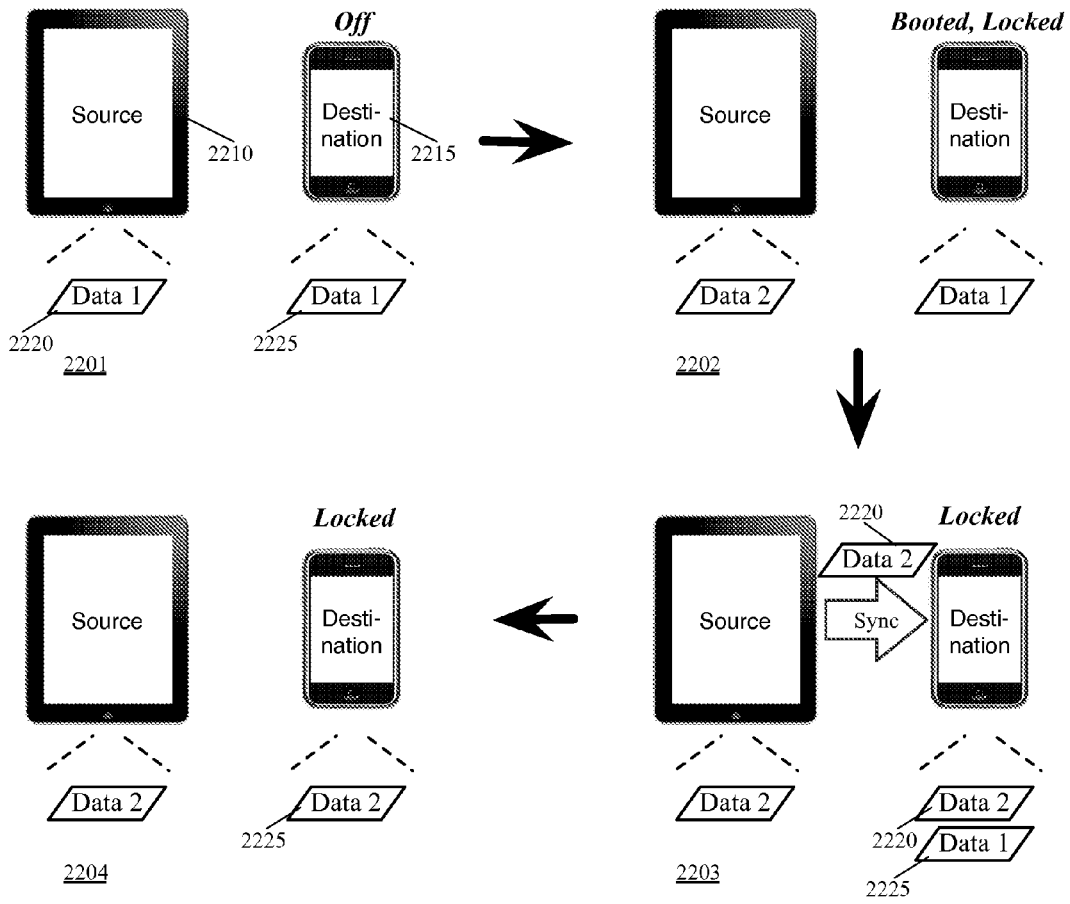 Off
Source
Desti-
nation
2210
2215
Data 1
Data 1
2220
2225
2201
Booted, Locked
Source
Desti-
nation
Data 2
Data 1
2202
Locked
Source
Desti-
nation
Data 2
Data 2
2225
2204
2220
Locked
Data 2
Source
Sync
Desti-
nation
Data 2
Data 2
2220
Data 1
2225
2203